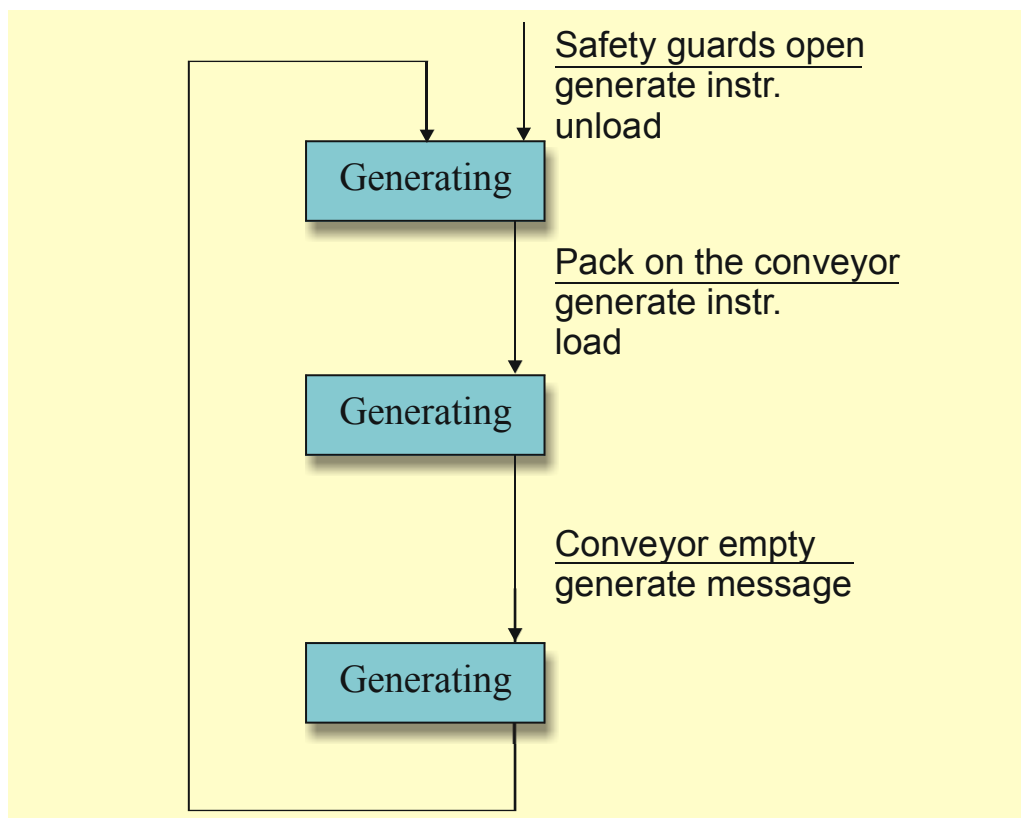 Safety guards open
generate instr.
unload
Generating
Pack on the conveyor
generate instr.
load
Generating
Conveyor empty
generate message
Generating